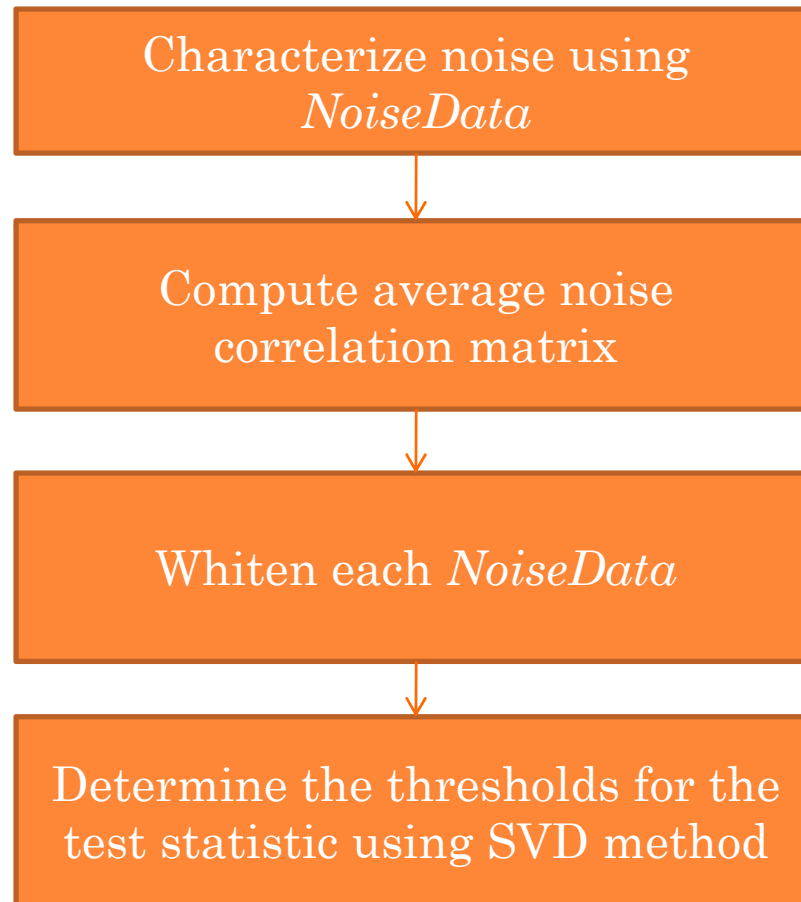 Characterize noise using
NoiseData
Compute average noise
correlation matrix
Whiten each NoiseData
Determine the thresholds for the
test statistic using SVD method